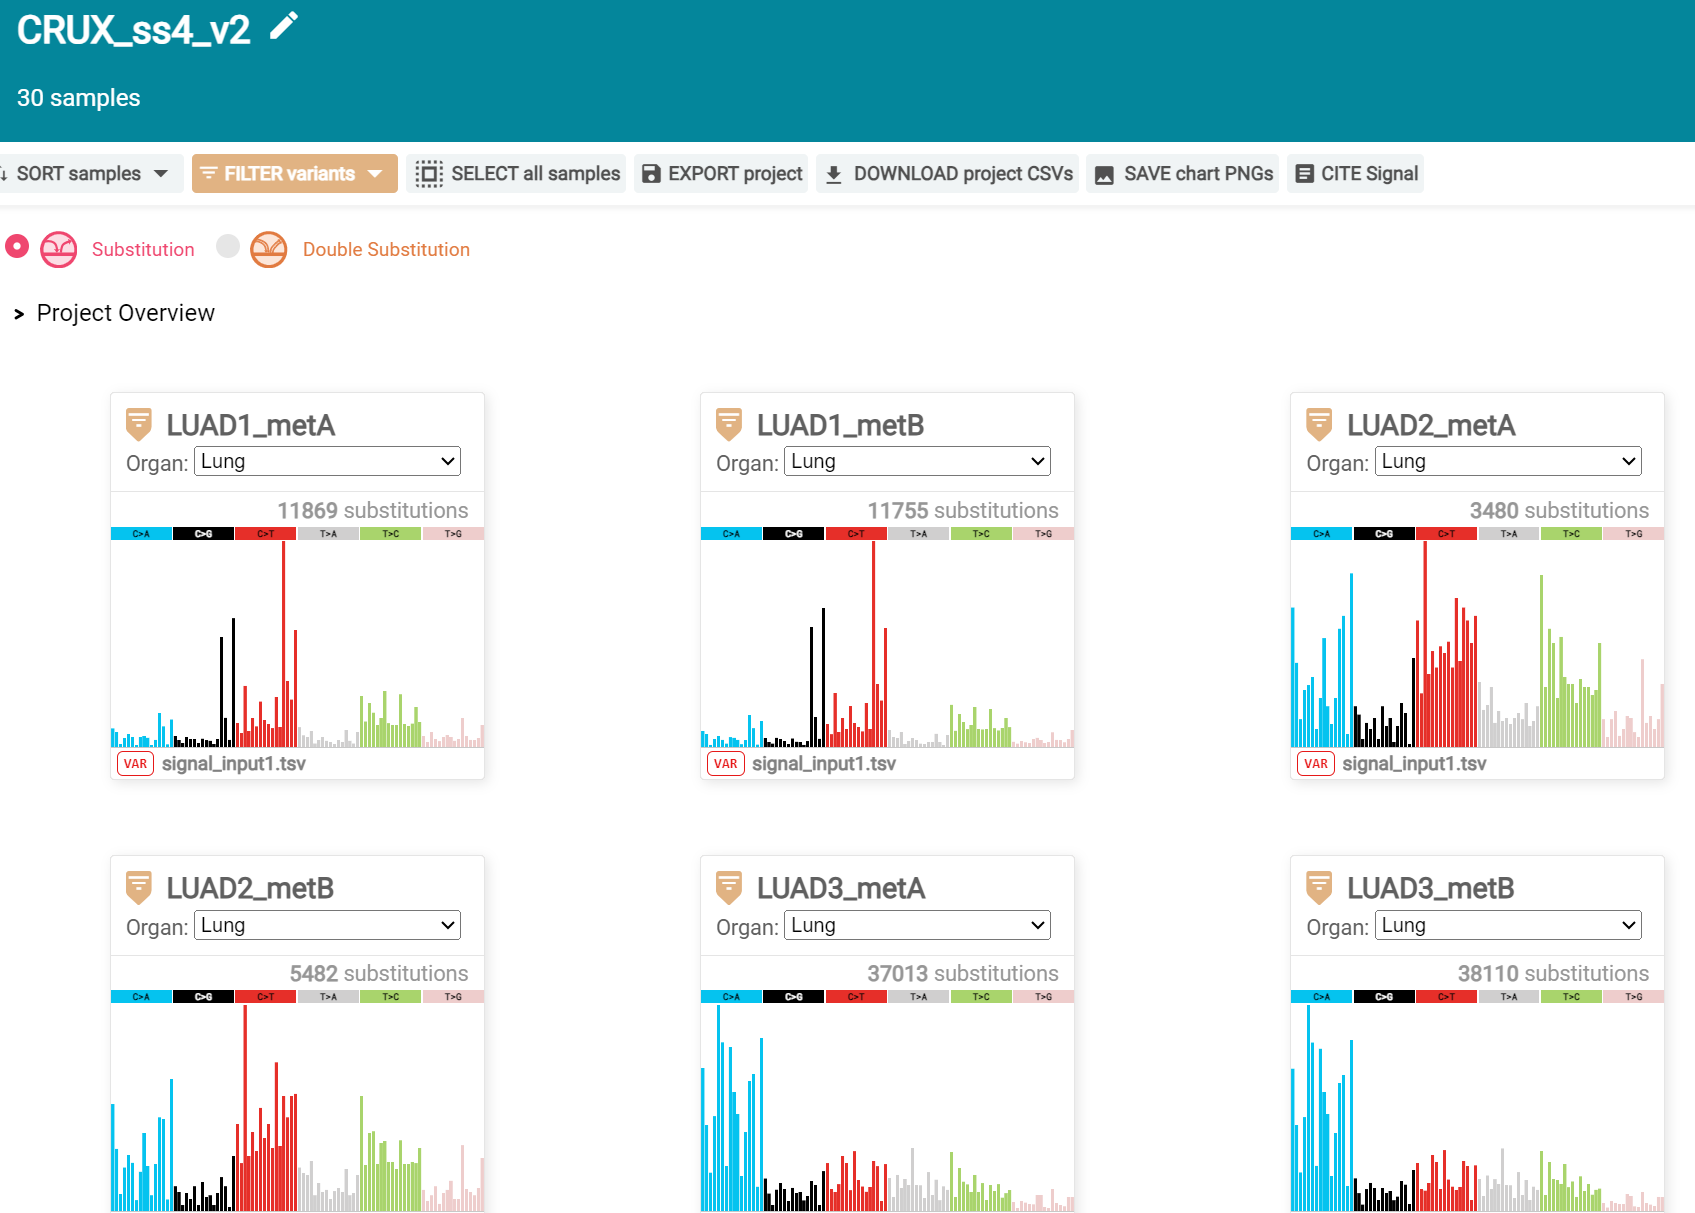 CRUX_ss4_v2
30 samples
SORT samples FILTER variants SELECT all samples EXPORT project DOWNLOAD project CSVs SAVE chart PNGs CITE Signal
Substitution Double Substitution
> Project Overview
LUAD1_metA
Organ: Lung
11869 substitutions
C>A C>G C>T T>A T>C T>G
VAR signal_input1.tsv
LUAD1_metB
Organ: Lung
11755 substitutions
C>A C>G C>T T>A T>C T>G
VAR signal_input1.tsv
LUAD2_metA
Organ: Lung
3480 substitutions
C>A C>G C>T T>A T>C T>G
VAR signal_input1.tsv
LUAD2_metB
Organ: Lung
5482 substitutions
C>A C>G C>T T>A T>C T>G
LUAD3_metA
Organ: Lung
37013 substitutions
C>A C>G C>T T>A T>C T>G
LUAD3_metB
Organ: Lung
38110 substitutions
C>A C>G C>T T>A T>C T>G